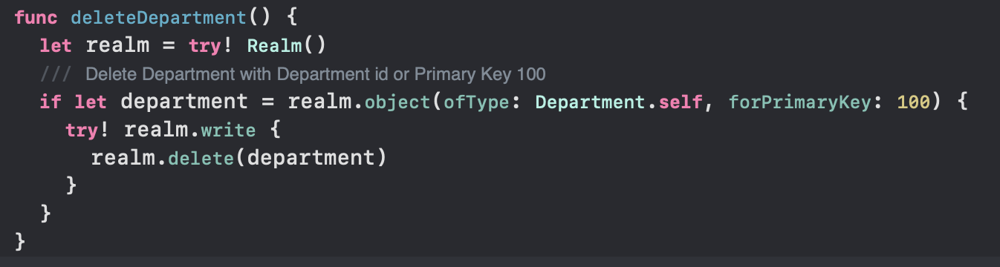 func deleteDepartment() {
let realm = try! Realm()
/// Delete Department with Department id or Primary Key 100
if let department = realm.object(ofType: Department.self, forPrimaryKey: 100) {
try! realm.write {
realm.delete(department)
}
}
}